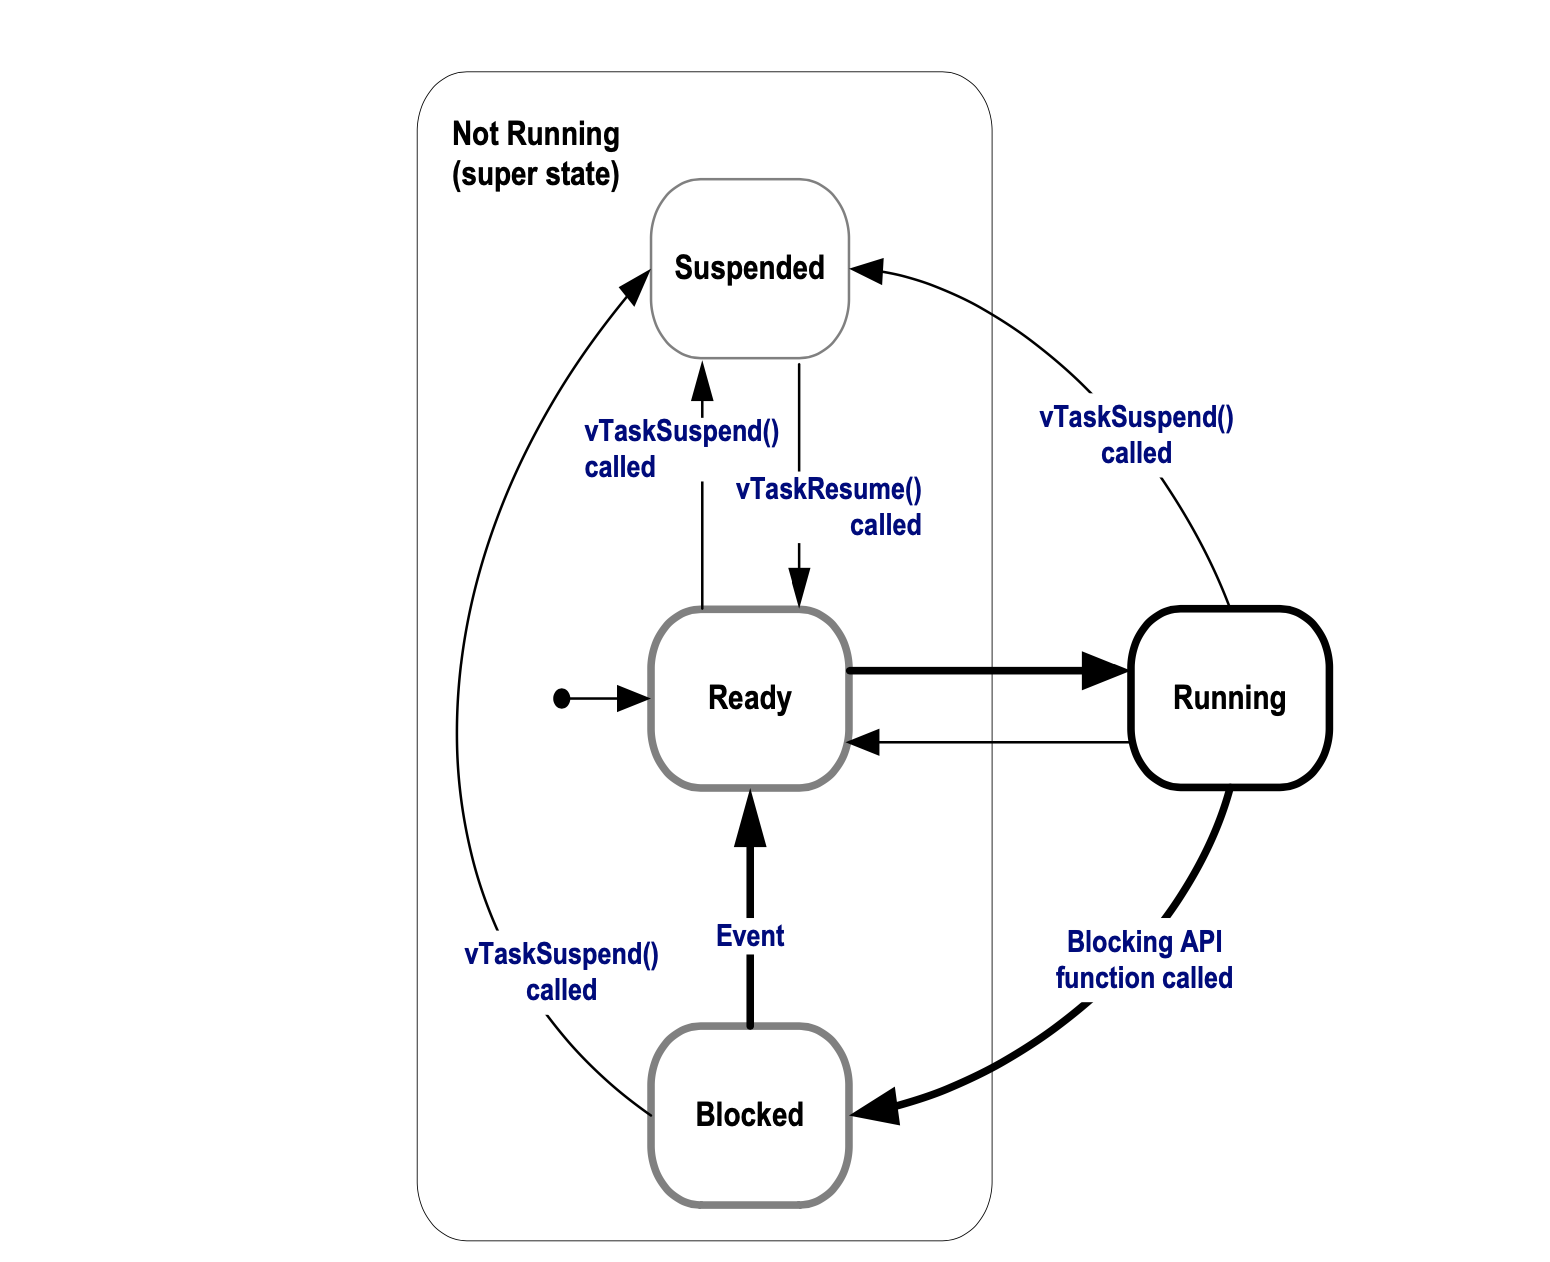 Not Running
(super state)
Suspended
vTaskSuspend()
called
vTaskSuspend()
called
vTaskResume()
called
Ready
Running
Event
Blocking API
function called
vTaskSuspend()
called
Blocked